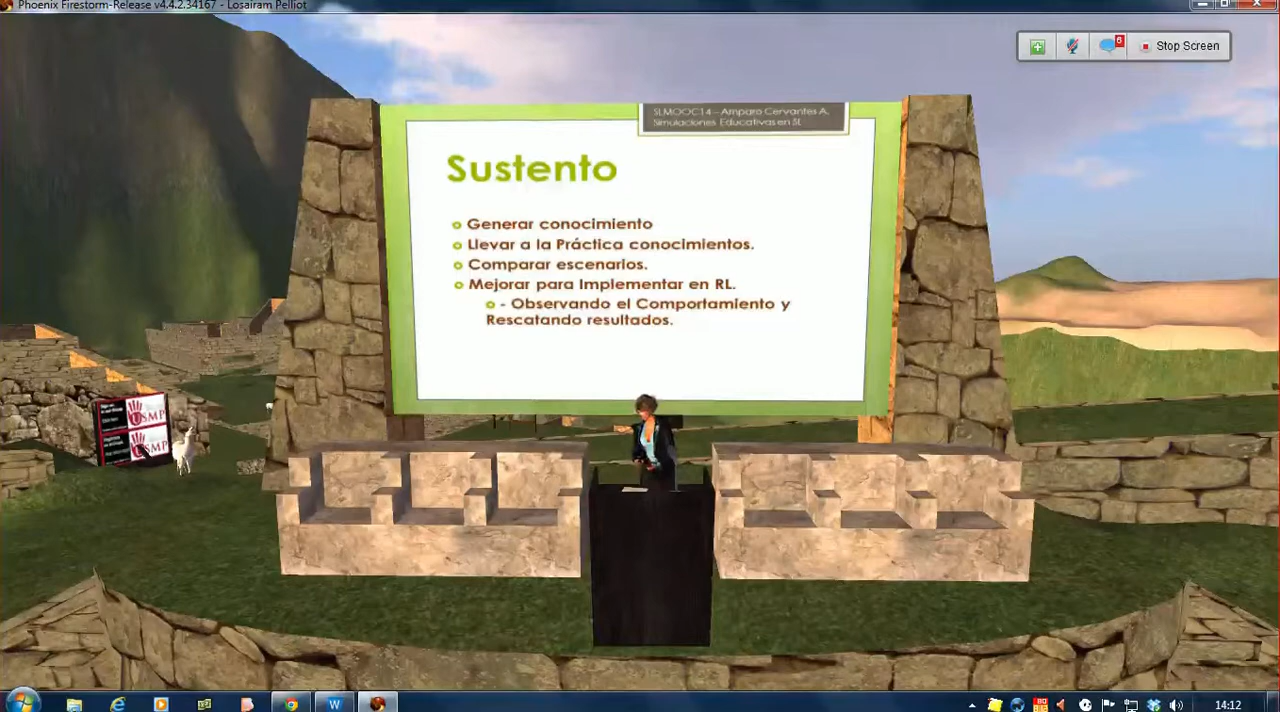 Phoenix Firestorm-Release v4.4.2.34167 - Losairam Pelliot
6
Stop Screen
SLMOOC14 – Amparo Cervantes A.
Simulaciones Educativas en SL
Sustento
Generar conocimiento
Llevar a la Práctica conocimientos.
Comparar escenarios.
Mejorar para Implementar en RL.
- Observando el Comportamiento y
Rescatando resultados.
USMP
USMP
14:12